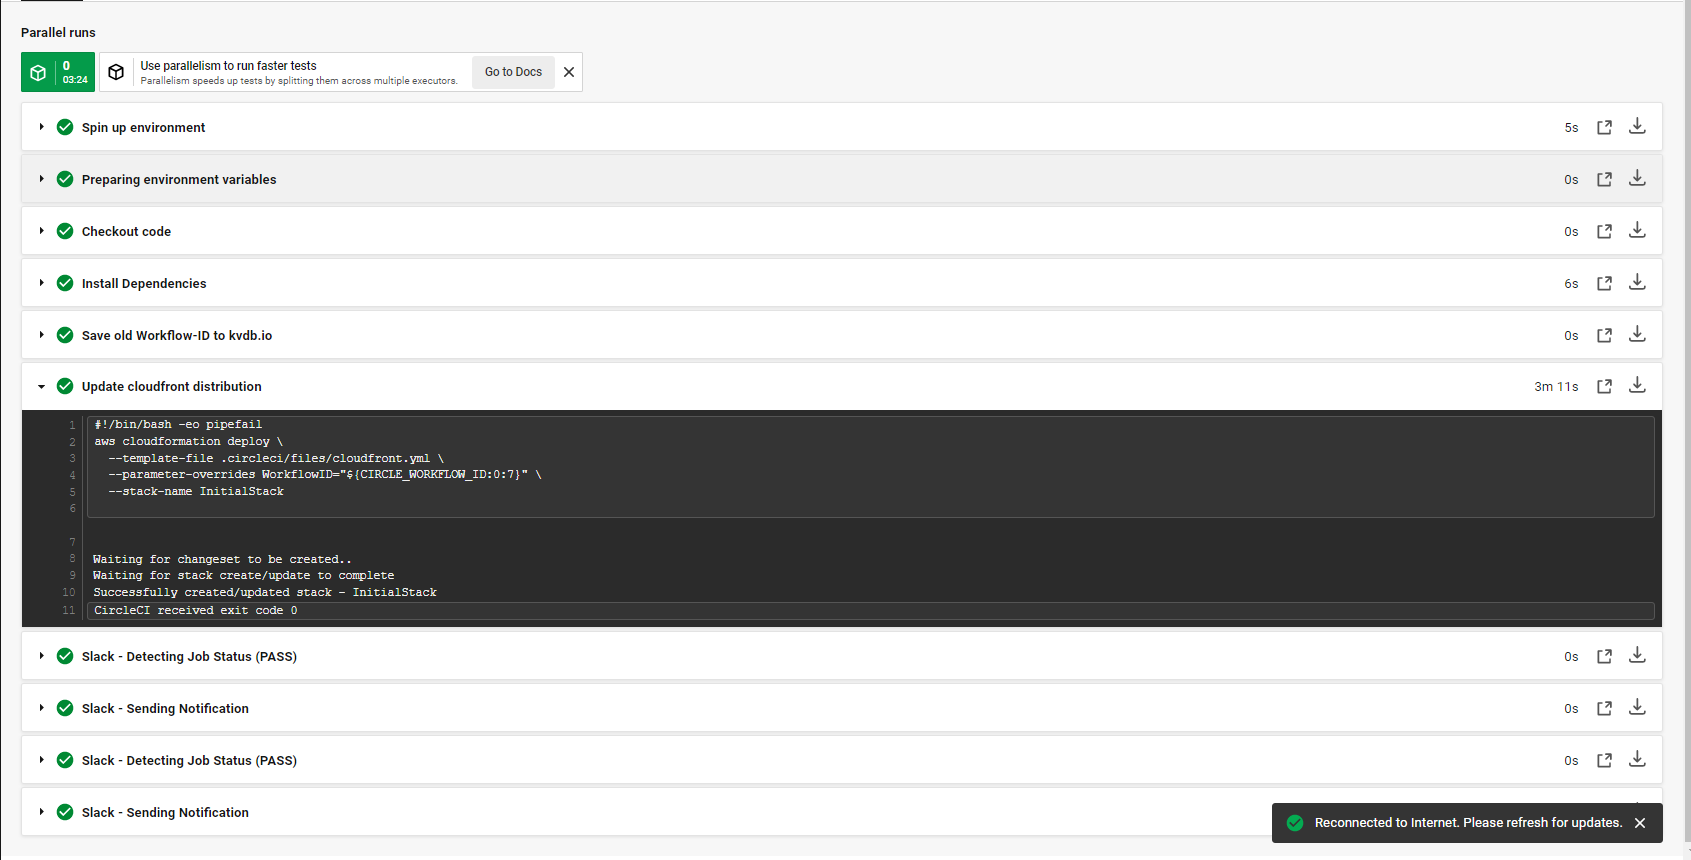 Parallel runs
0
03:24
Use parallelism to run faster tests
Parallelism speeds up tests by splitting them across multiple executors.
Go to Docs
Spin up environment 5s
Preparing environment variables 0s
Checkout code 0s
Install Dependencies 6s
Save old Workflow-ID to kvdb.io 0s
Update cloudfront distribution 3m 11s
1 #!/bin/bash -eo pipefail
2 aws cloudformation deploy \
3 --template-file .circleci/files/cloudfront.yml \
4 --parameter-overrides WorkflowID="${CIRCLE_WORKFLOW_ID:0:7}" \
5 --stack-name InitialStack
6
7
8 Waiting for changeset to be created..
9 Waiting for stack create/update to complete
10 Successfully created/updated stack - InitialStack
11 CircleCI received exit code 0
Slack - Detecting Job Status (PASS) 0s
Slack - Sending Notification 0s
Slack - Detecting Job Status (PASS) 0s
Slack - Sending Notification
Reconnected to Internet. Please refresh for updates.